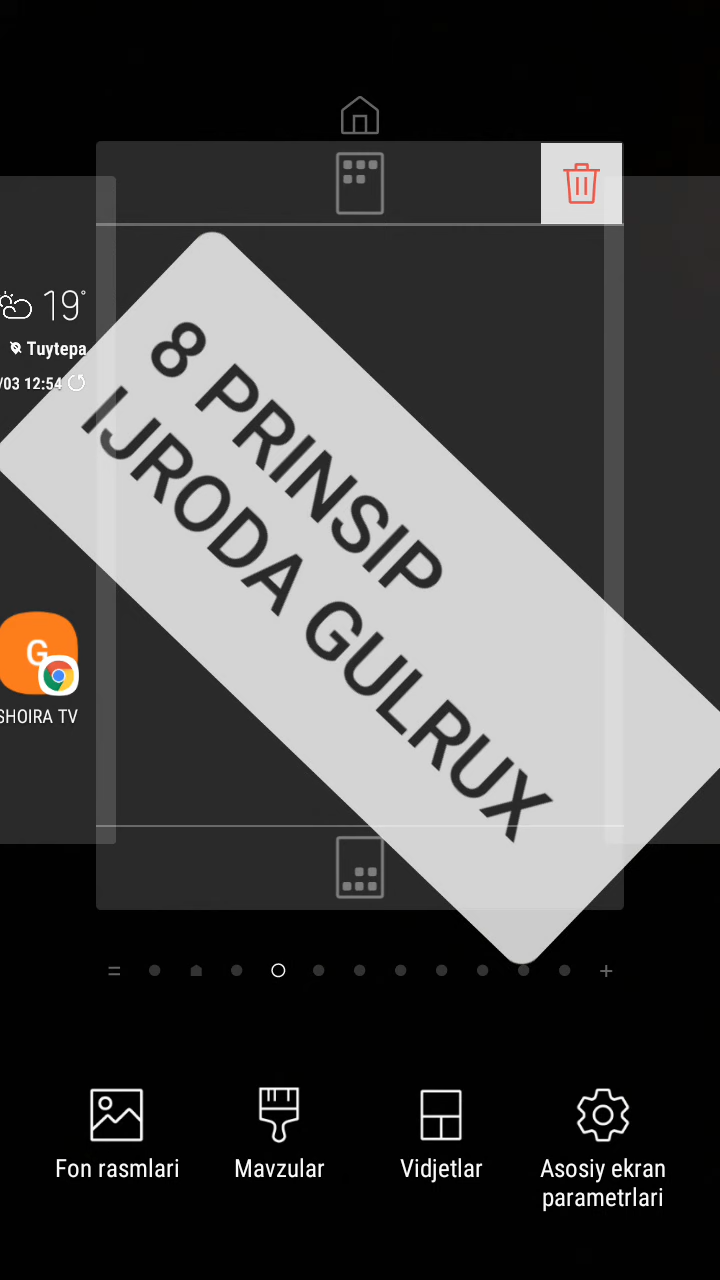 19°
Tuytepa
/03 12:54
8 PRINSIP
IJRODA GULRUX
G
SHOIRA TV
Fon rasmlari
Mavzular
Vidjetlar
Asosiy ekran
parametrlari